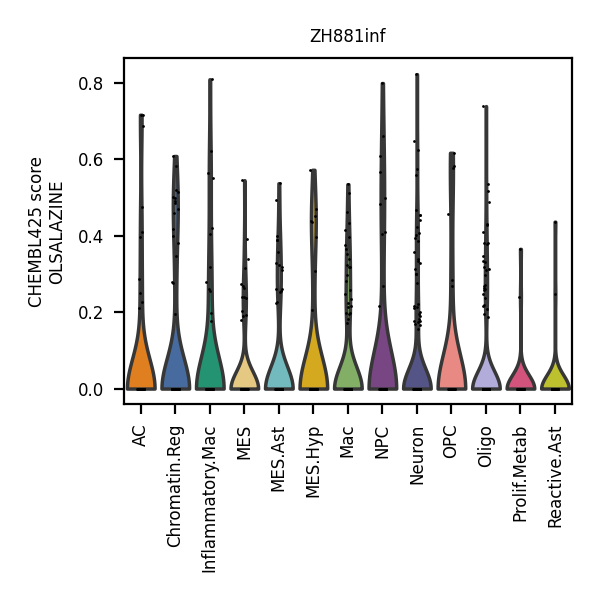 ZH881inf
CHEMBL425 score
OLSALAZINE
0.8
0.6
0.4
0.2
0.0
AC
Chromatin.Reg
Inflammatory.Mac
MES
MES.Ast
MES.Hyp
Mac
NPC
Neuron
OPC
Oligo
Prolif.Metab
Reactive.Ast